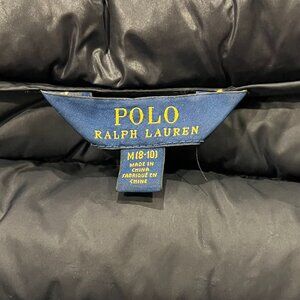 POLO
RALPH LAUREN
M(8-10)
MADE IN
CHINA
FABRIQUÉ EN
CHINE